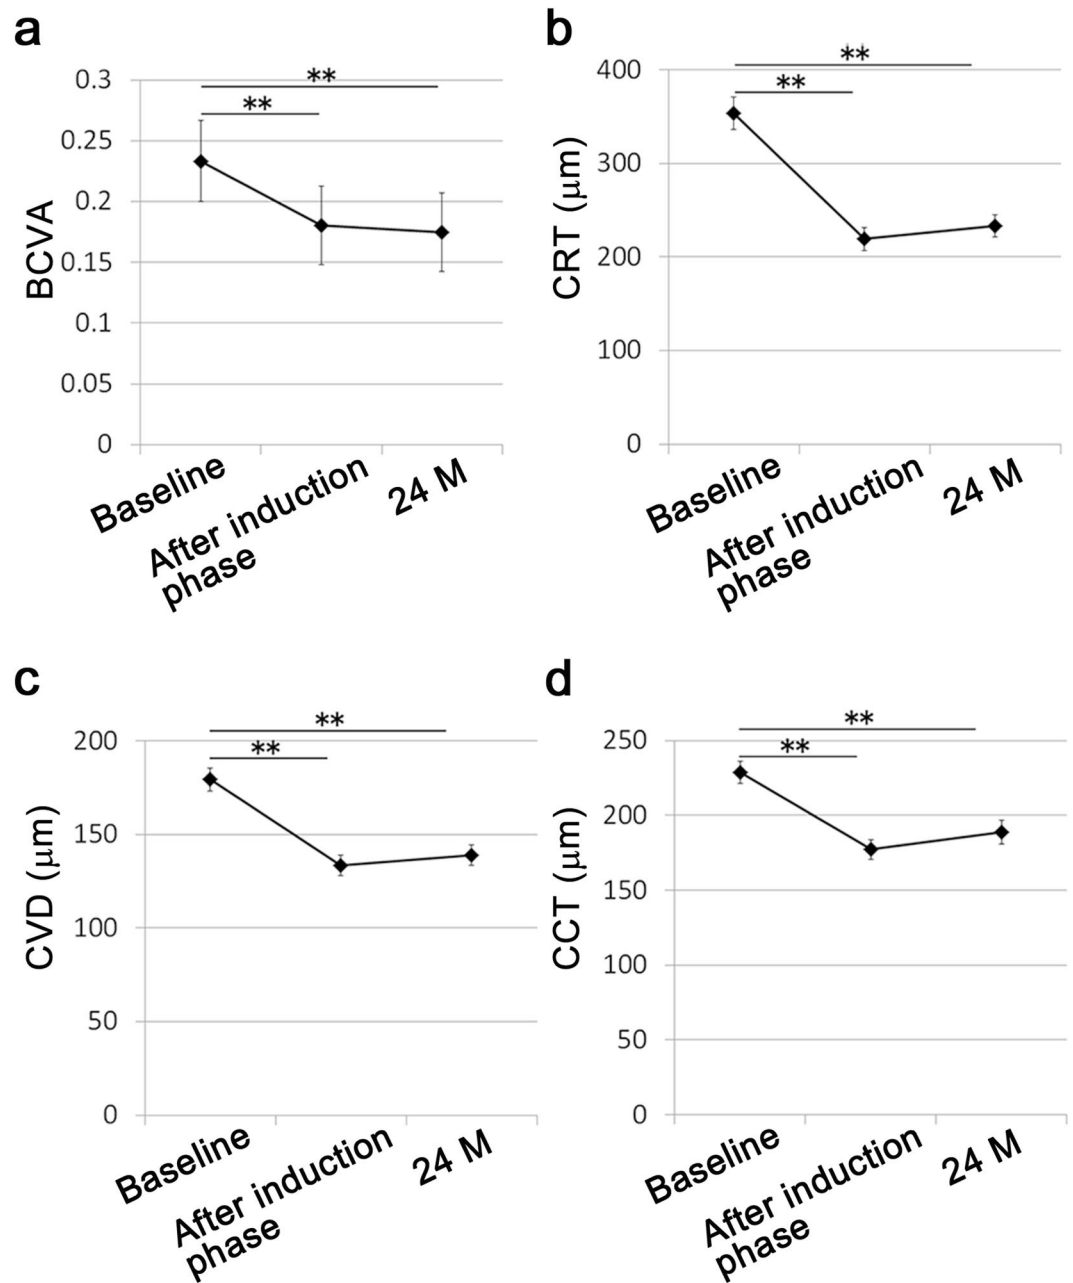 a
**
**
BCVA
0.3
0.25
0.2
0.15
0.1
0.05
0
Baseline
After induction
phase
24 M
b
**
**
CRT (μm)
400
300
200
100
0
Baseline
After induction
phase
24 M
c
**
**
CVD (μm)
200
150
100
50
0
Baseline
After induction
phase
24 M
d
**
**
CCT (μm)
250
200
150
100
50
0
Baseline
After induction
phase
24 M